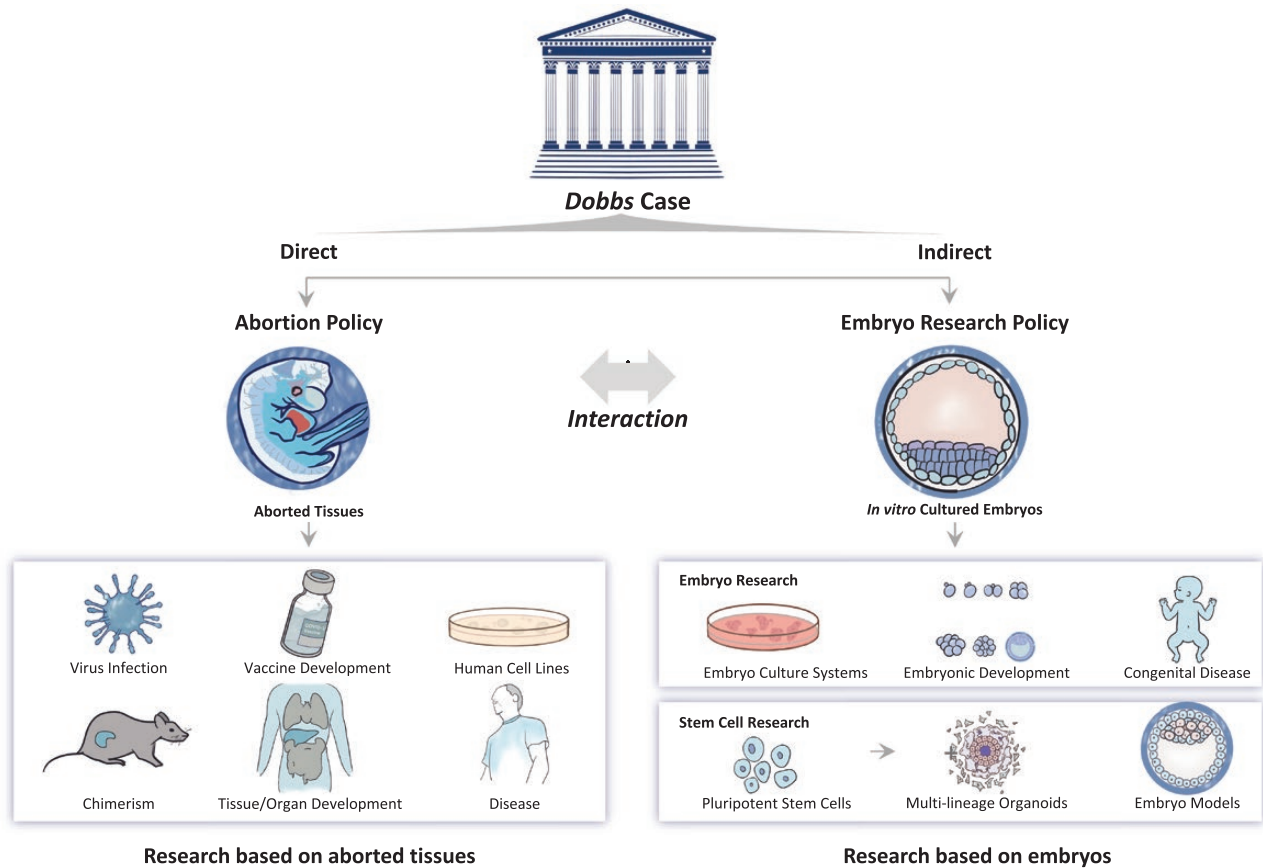 Dobbs Case
Direct
Indirect
Abortion Policy
Embryo Research Policy
Interaction
Aborted Tissues
In vitro Cultured Embryos
Virus Infection
Vaccine Development
Human Cell Lines
Chimerism
Tissue/Organ Development
Disease
Research based on aborted tissues
Embryo Research
Embryo Culture Systems
Embryonic Development
Congenital Disease
Stem Cell Research
Pluripotent Stem Cells
Multi-lineage Organoids
Embryo Models
Research based on embryos